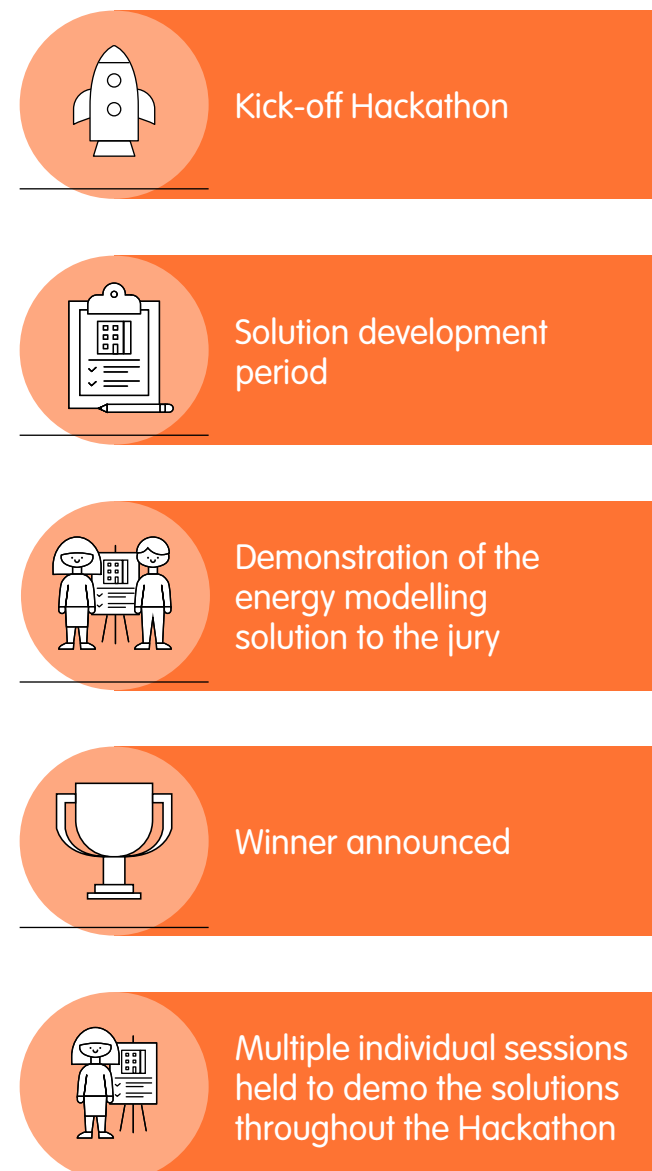 Kick-off Hackathon
Solution development
period
Demonstration of the
energy modelling
solution to the jury
Winner announced
Multiple individual sessions
held to demo the solutions
throughout the Hackathon